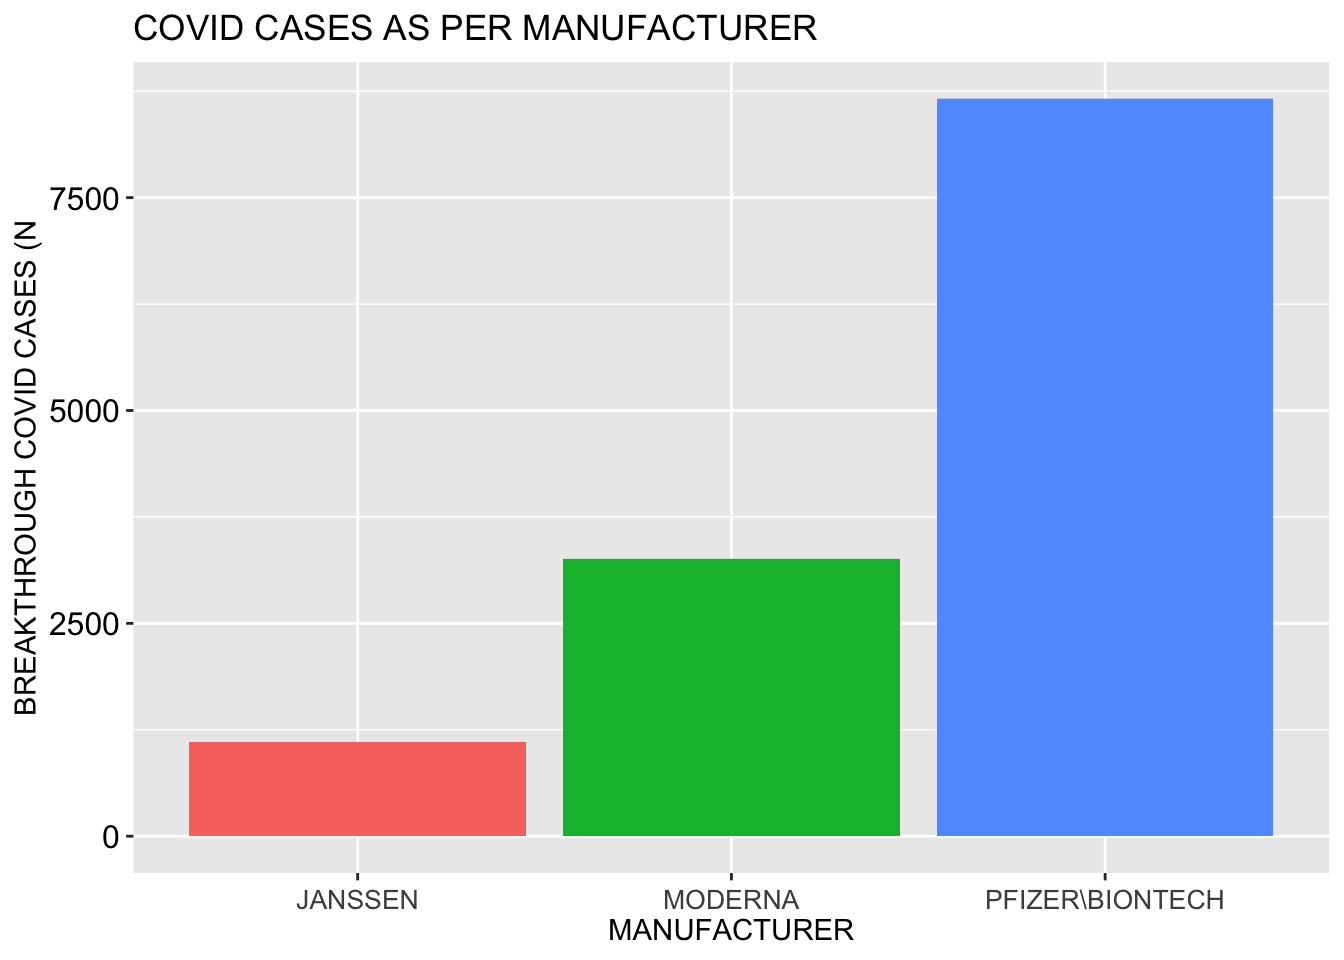 COVID CASES AS PER MANUFACTURER
BREAKTHROUGH COVID CASES (N
7500
5000
2500
0
JANSSEN
MODERNA
PFIZER\BIONTECH
MANUFACTURER